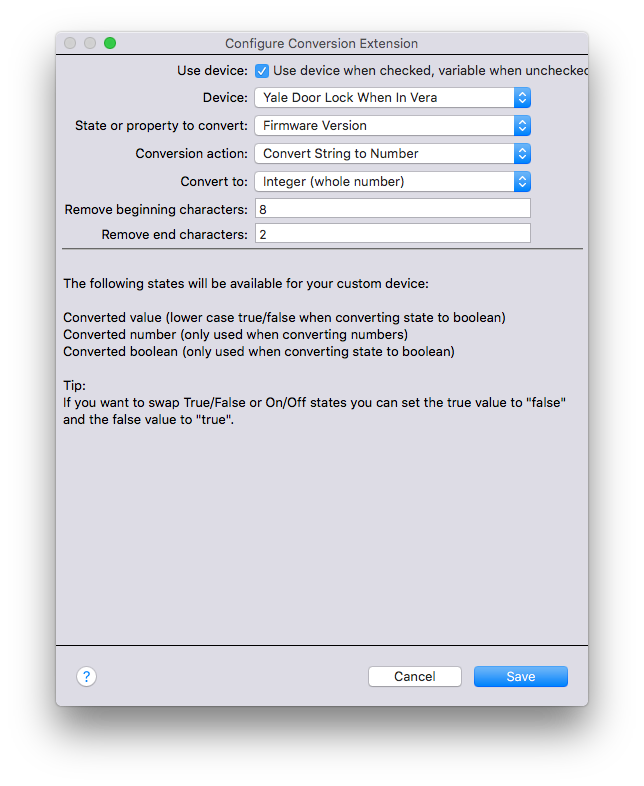 Configure Conversion Extension
Use device: Use device when checked, variable when unchecked
Device: Yale Door Lock When In Vera
State or property to convert: Firmware Version
Conversion action: Convert String to Number
Convert to: Integer (whole number)
Remove beginning characters: 8
Remove end characters: 2
The following states will be available for your custom device:
Converted value (lower case true/false when converting state to boolean)
Converted number (only used when converting numbers)
Converted boolean (only used when converting state to boolean)
Tip:
If you want to swap True/False or On/Off states you can set the true value to "false"
and the false value to "true".
? Cancel Save